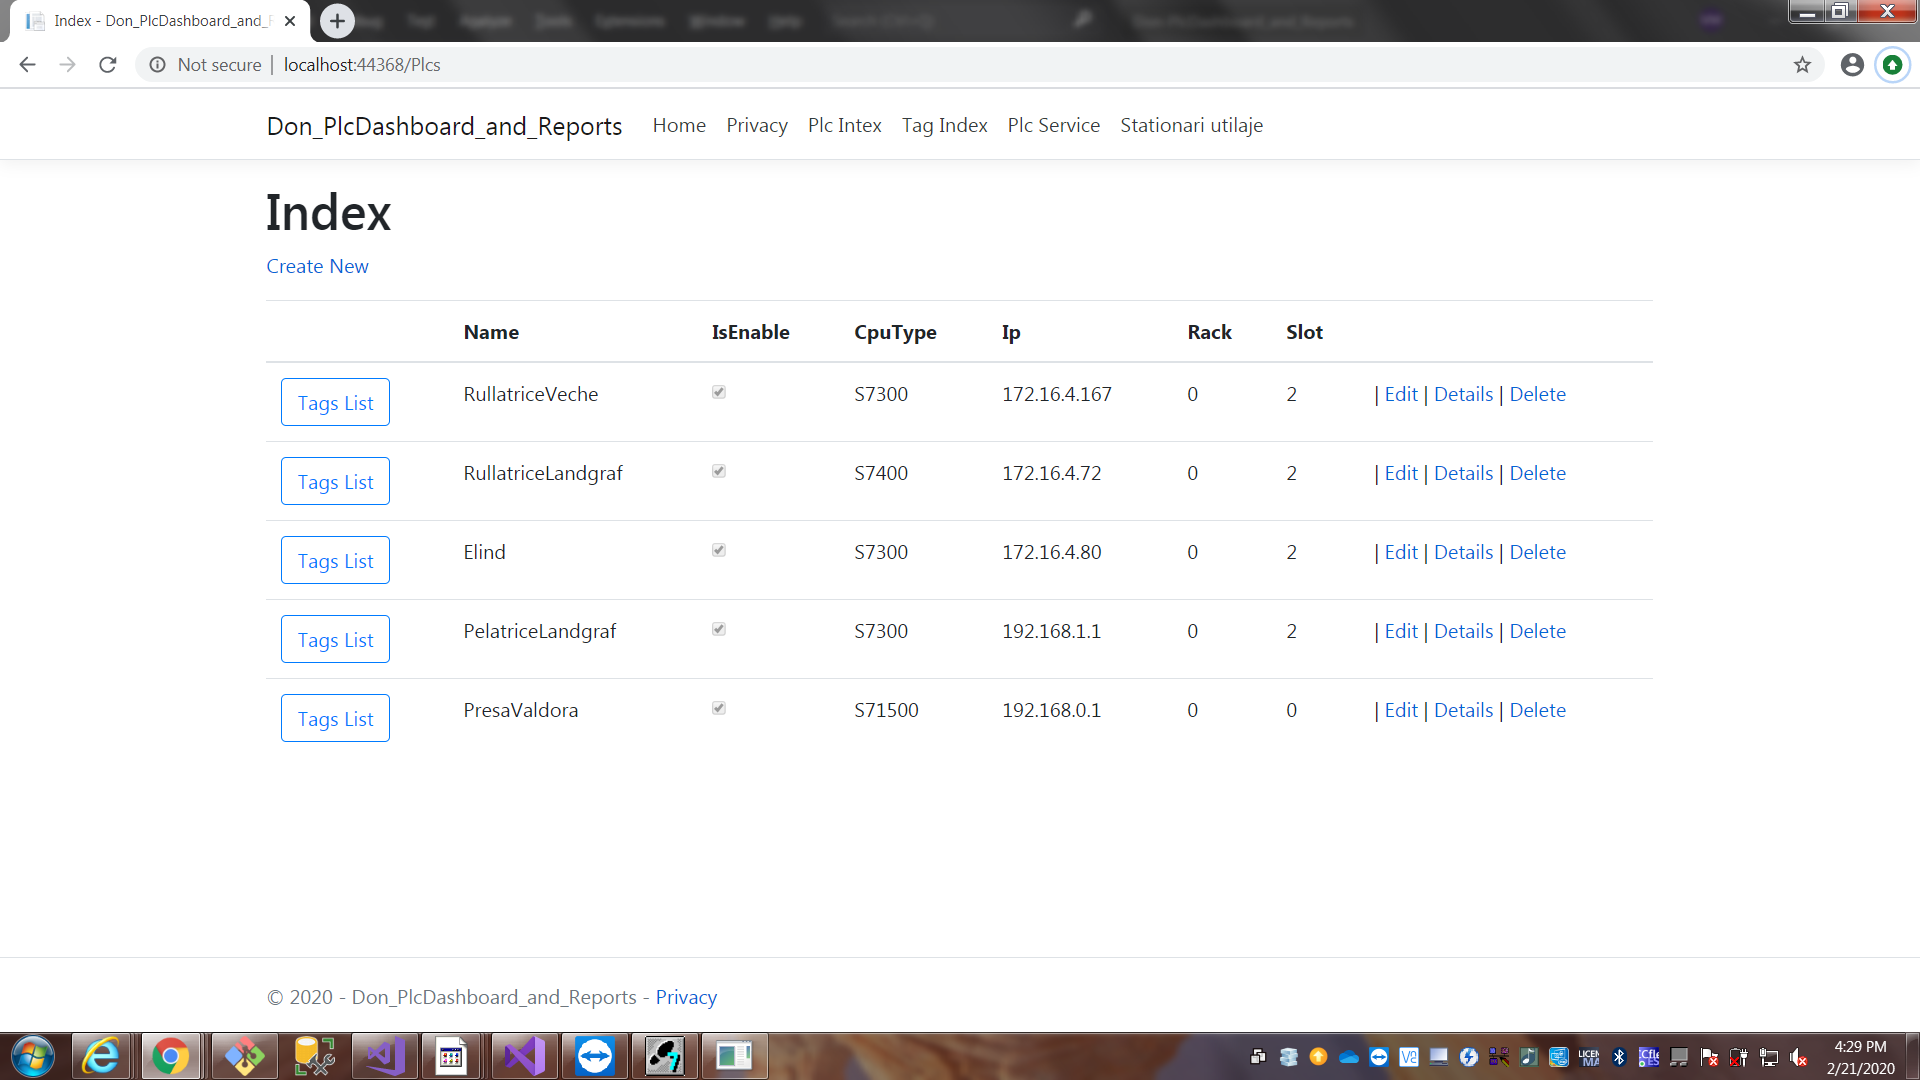 Index - Don_PlcDashboard_and_F
Not secure | localhost:44368/Plcs
Don_PlcDashboard_and_Reports Home Privacy Plc Intex Tag Index Plc Service Stationari utilaje
Index
Create New
Name IsEnable CpuType Ip Rack Slot
Tags List RullatriceVeche S7300 172.16.4.167 0 2 | Edit | Details | Delete
Tags List RullatriceLandgraf S7400 172.16.4.72 0 2 | Edit | Details | Delete
Tags List Elind S7300 172.16.4.80 0 2 | Edit | Details | Delete
Tags List PelatriceLandgraf S7300 192.168.1.1 0 2 | Edit | Details | Delete
Tags List PresaValdora S71500 192.168.0.1 0 0 | Edit | Details | Delete
© 2020 - Don_PlcDashboard_and_Reports - Privacy
4:29 PM
2/21/2020